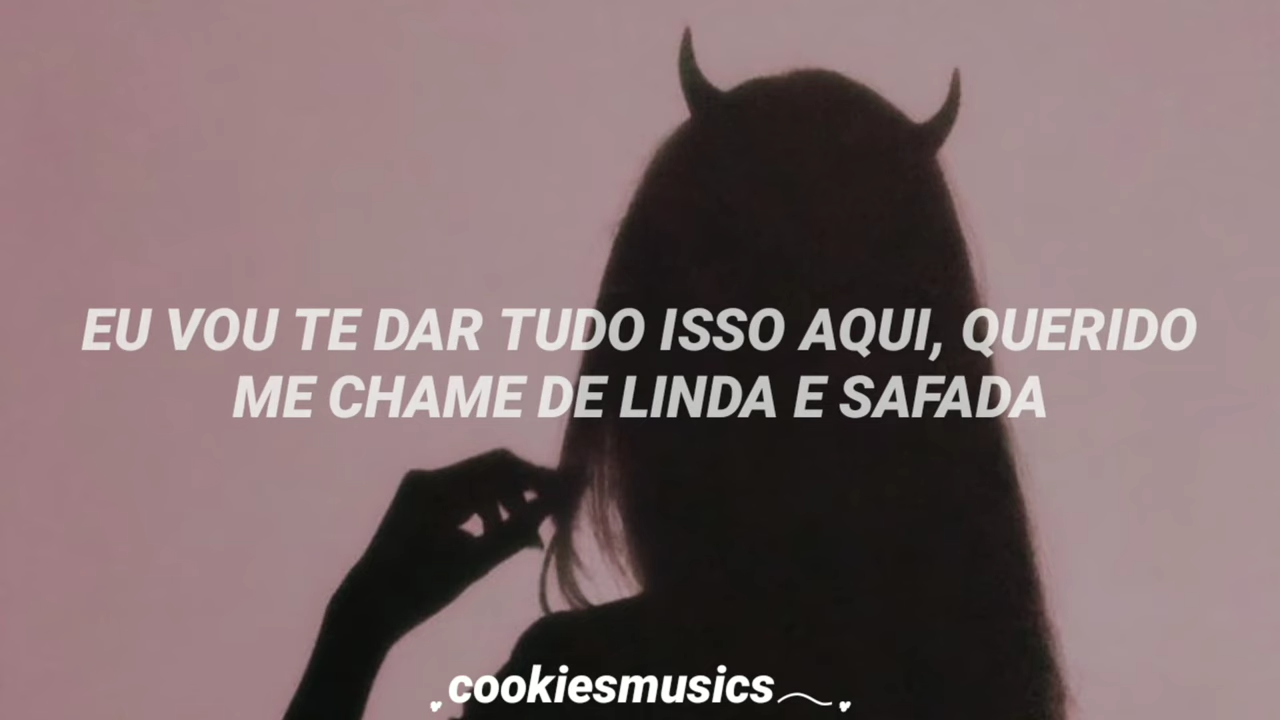 EU VOU TE DAR TUDO ISSO AQUI, QUERIDO
ME CHAME DE LINDA E SAFADA
cookiesmusics